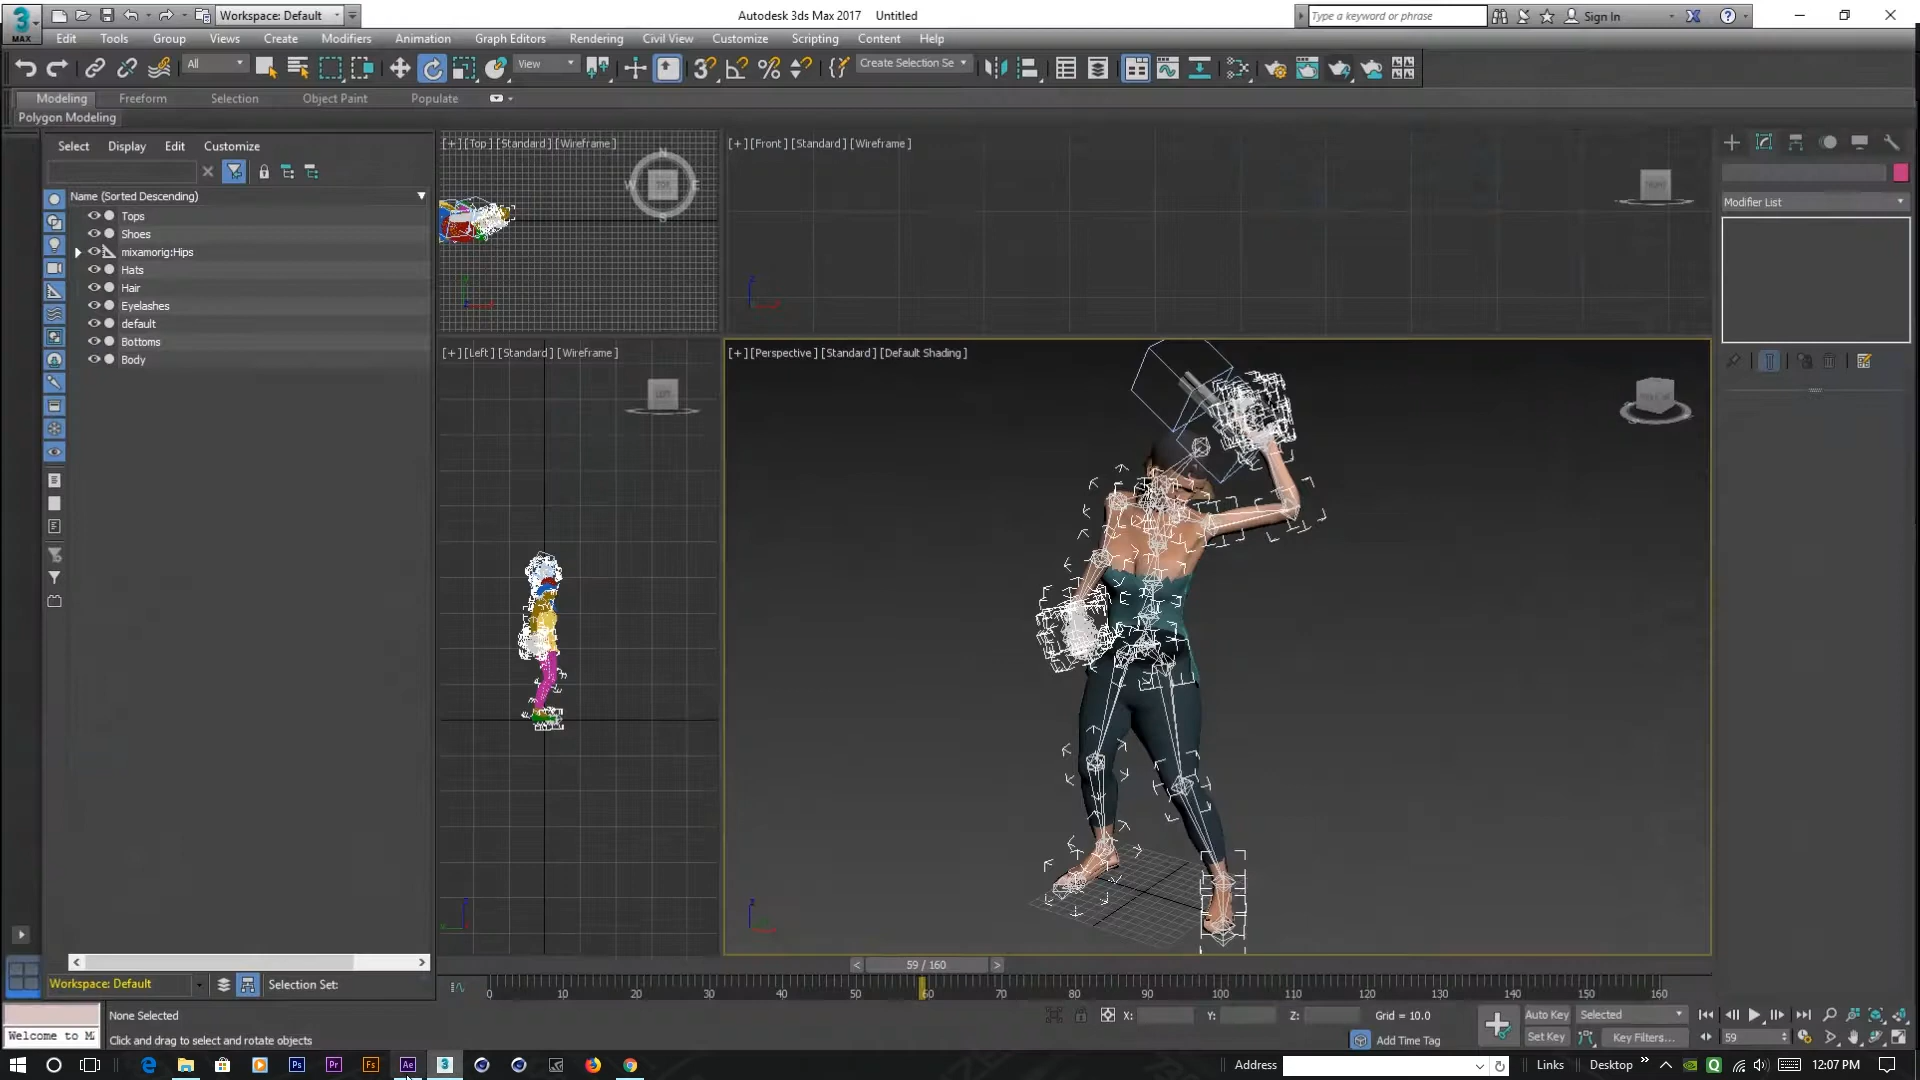 Workspace: Default
Autodesk 3ds Max 2017 Untitled
Type a keyword or phrase
Sign In
MAX
Edit Tools Group Views Create Modifiers Animation Graph Editors Rendering Civil View Customize Scripting Content Help
All
View
Create Selection Se
Modeling Freeform Selection Object Paint Populate
Polygon Modeling
Select Display Edit Customize
Name (Sorted Descending)
Tops
Shoes
mixamorig:Hips
Hats
Hair
Eyelashes
default
Bottoms
Body
[+] [Top] [Standard] [Wireframe]
[+] [Front] [Standard] [Wireframe]
[+] [Left] [Standard] [Wireframe]
[+] [Perspective] [Standard] [Default Shading]
Modifier List
59 / 160
0 10 20 30 40 50 60 70 80 90 100 110 120 130 140 150 160
Workspace: Default
Selection Set:
None Selected
Welcome to M
Click and drag to select and rotate objects
X: Y: Z: Grid = 10.0
Add Time Tag
Auto Key Selected
Set Key Key Filters...
59
Ps Pr Fs Ae 3
Address
Links
Desktop
12:07 PM